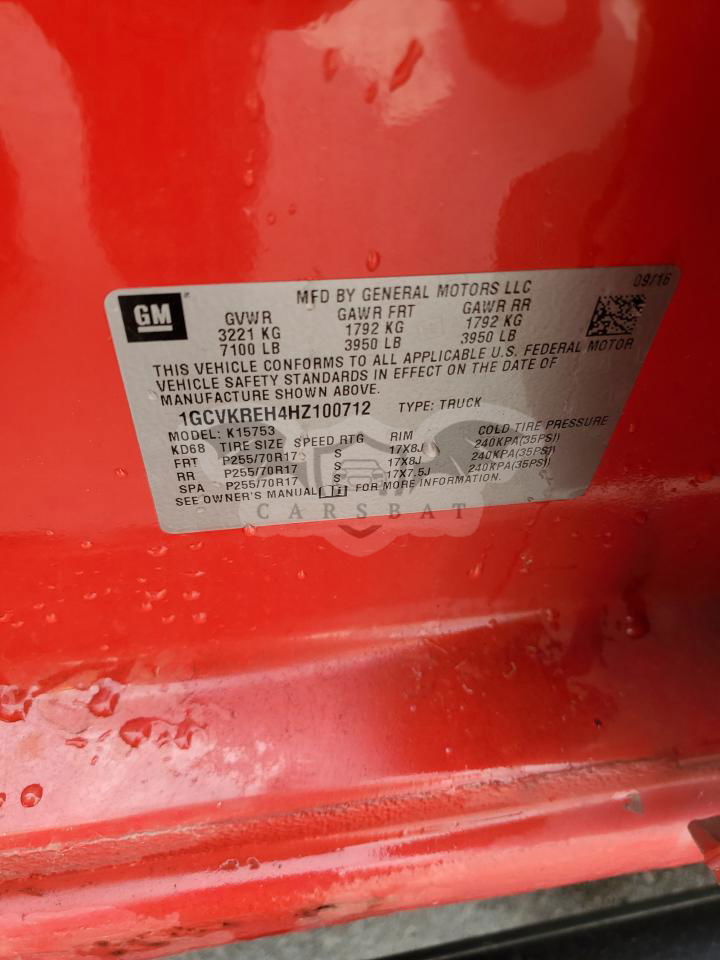 GM
MFD BY GENERAL MOTORS LLC
09/16
GVWR GAWR FRT GAWR RR
3221 KG 1792 KG 1792 KG
7100 LB 3950 LB 3950 LB
THIS VEHICLE CONFORMS TO ALL APPLICABLE U.S. FEDERAL MOTOR
VEHICLE SAFETY STANDARDS IN EFFECT ON THE DATE OF
MANUFACTURE SHOWN ABOVE.
1GCVKREH4HZ100712 TYPE: TRUCK
MODEL: K15753
KD68 TIRE SIZE SPEED RTG RIM COLD TIRE PRESSURE
FRT P255/70R17 S 17X8J 240KPA(35PSI)
RR P255/70R17 S 17X8J 240KPA(35PSI)
SPA P255/70R17 S 17X7.5J 240KPA(35PSI)
SEE OWNER'S MANUAL FOR MORE INFORMATION.
CARSBAT